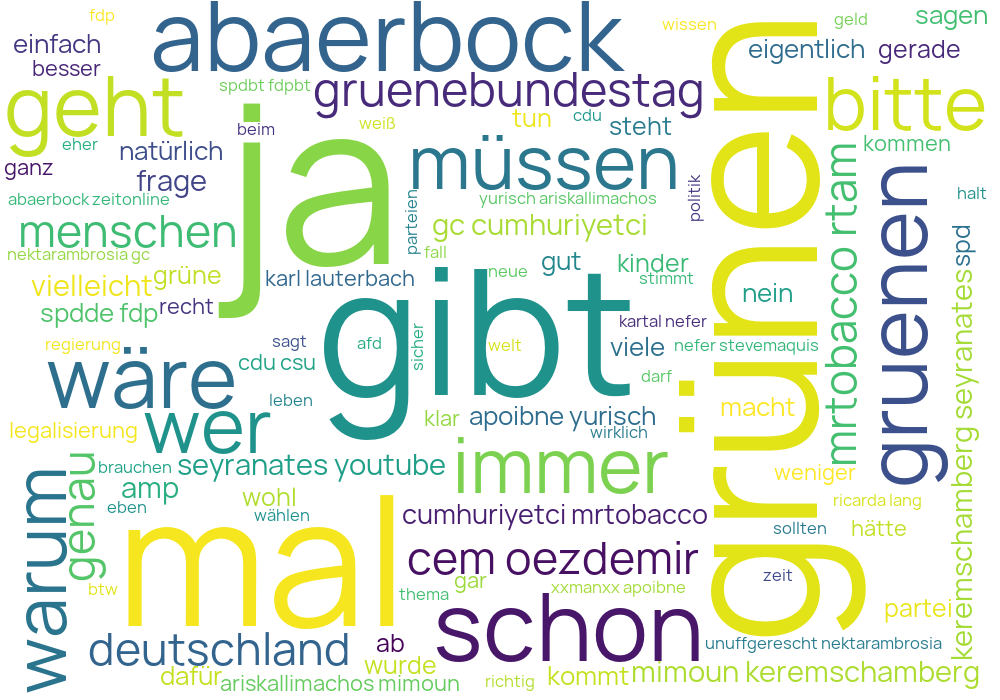 fdp
abaerbock
wissen
geld
sagen
einfach
eigentlich
gerade
besser
spdbt fdpbt
gruenebundestag
geht
bitte
tun
cdu
steht
beim
weiß
ja
grünen
eher
natürlich
müssen
kommen
ganz
frage
mrtobacco rtam
gruenen
politik
halt
abaerbock zeitonline
parteien
yurisch ariskallimachos
menschen
gc cumhuriyetci
spd
nektarambrosia gc
fall
gut
kinder
vielleicht
grüne
karl lauterbach
neue
stimmt
nein
keremschamberg seyranates
spdde fdp
recht
gibt
kartal nefer
regierung
sagt
afd
sicher
welt
viele
nefer stevemaquis
wäre
cdu csu
darf
leben
macht
legalisierung
wer
klar
apoibne yurisch
wirklich
warum
genau
brauchen
seyranates youtube
immer
weniger
amp
wohl
eben
wählen
mal
cumhuriyetci mrtobacco
ricarda lang
sollten
hätte
cem oezdemir
btw
thema
gar
xxmanxx apoibne
zeit
schon
partei
deutschland
ab
unuffgerescht nektarambrosia
dafür
wurde
ariskallimachos mimoun
richtig
kommt
mimoun keremschamberg